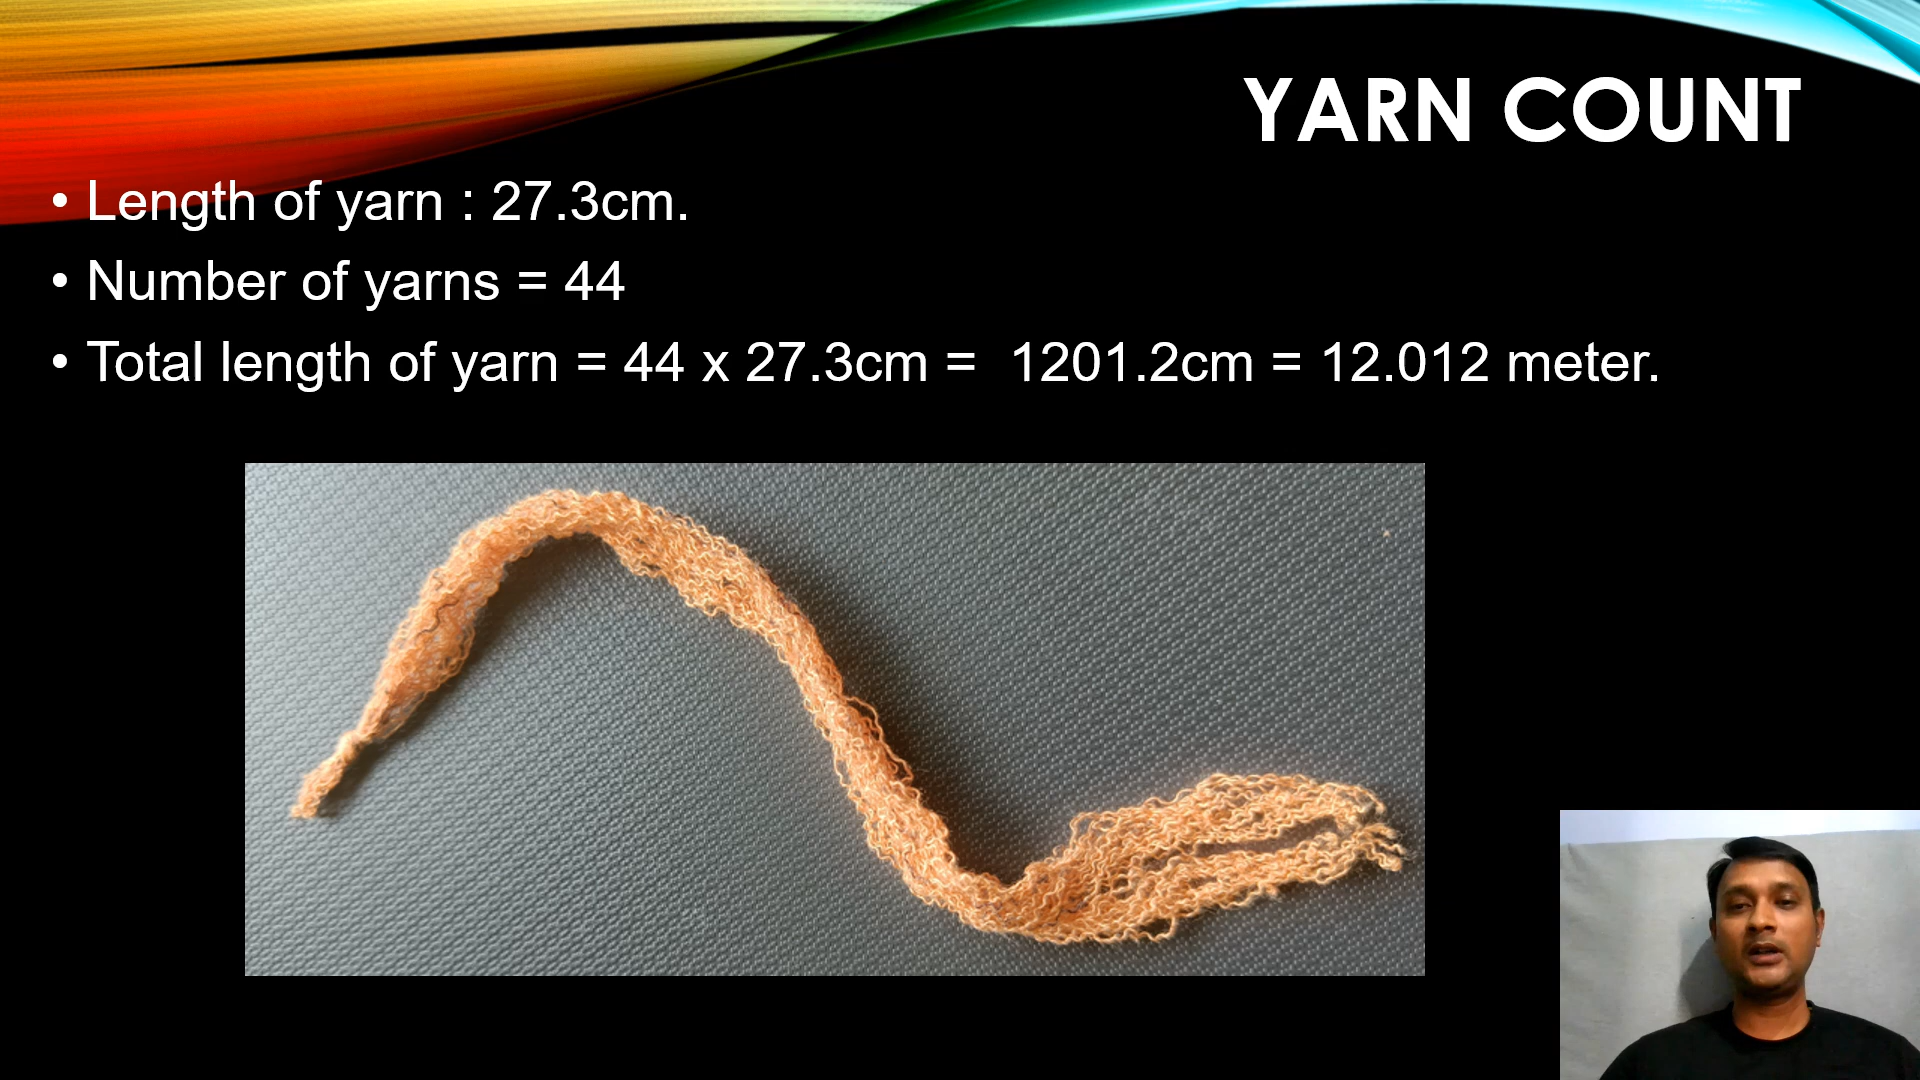 YARN COUNT
• Length of yarn : 27.3cm.
• Number of yarns = 44
• Total length of yarn = 44 x 27.3cm = 1201.2cm = 12.012 meter.